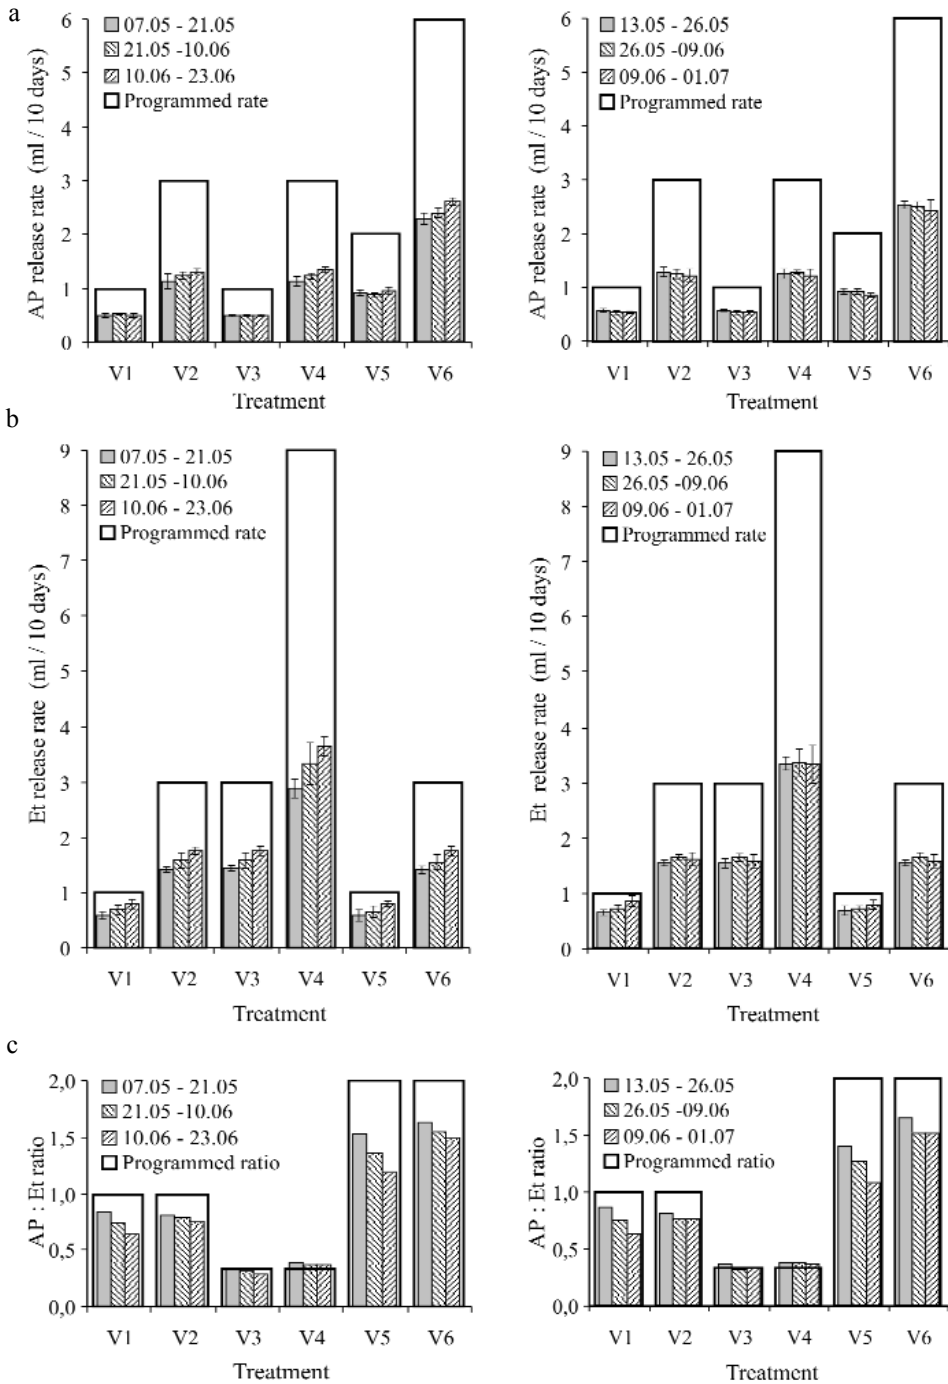 a
AP release rate (ml / 10 days)
6
5
4
3
2
1
0
07.05 - 21.05
21.05 -10.06
10.06 - 23.06
Programmed rate
V1 V2 V3 V4 V5 V6
Treatment
AP release rate (ml / 10 days)
6
5
4
3
2
1
0
13.05 - 26.05
26.05 -09.06
09.06 - 01.07
Programmed rate
V1 V2 V3 V4 V5 V6
Treatment
b
Et release rate (ml / 10 days)
9
8
7
6
5
4
3
2
1
0
07.05 - 21.05
21.05 -10.06
10.06 - 23.06
Programmed rate
V1 V2 V3 V4 V5 V6
Treatment
Et release rate (ml / 10 days)
9
8
7
6
5
4
3
2
1
0
13.05 - 26.05
26.05 -09.06
09.06 - 01.07
Programmed rate
V1 V2 V3 V4 V5 V6
Treatment
c
AP : Et ratio
2,0
1,5
1,0
0,5
0,0
07.05 - 21.05
21.05 -10.06
10.06 - 23.06
Programmed ratio
V1 V2 V3 V4 V5 V6
Treatment
AP : Et ratio
2,0
1,5
1,0
0,5
0,0
13.05 - 26.05
26.05 -09.06
09.06 - 01.07
Programmed ratio
V1 V2 V3 V4 V5 V6
Treatment